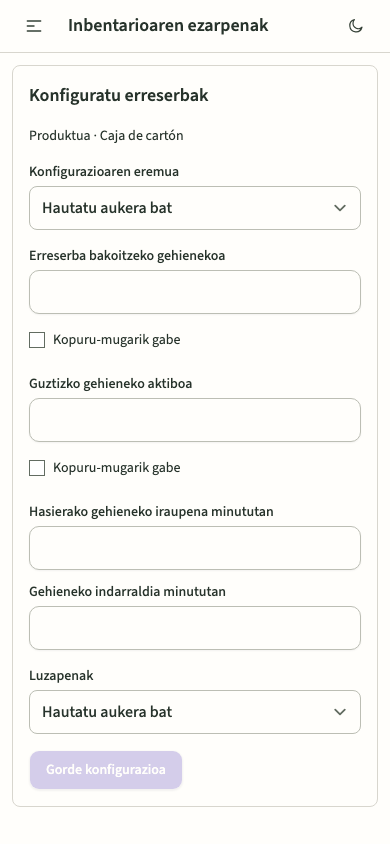 Inbentarioaren ezarpenak
Konfiguratu erreserbak
Produktua · Caja de cartón
Konfigurazioaren eremua
Hautatu aukera bat
Erreserba bakoitzeko gehienekoa
Kopuru-mugarik gabe
Guztizko gehieneko aktiboa
Kopuru-mugarik gabe
Hasierako gehieneko iraupena minututan
Gehieneko indarraldia minututan
Luzapenak
Hautatu aukera bat
Gorde konfigurazioa